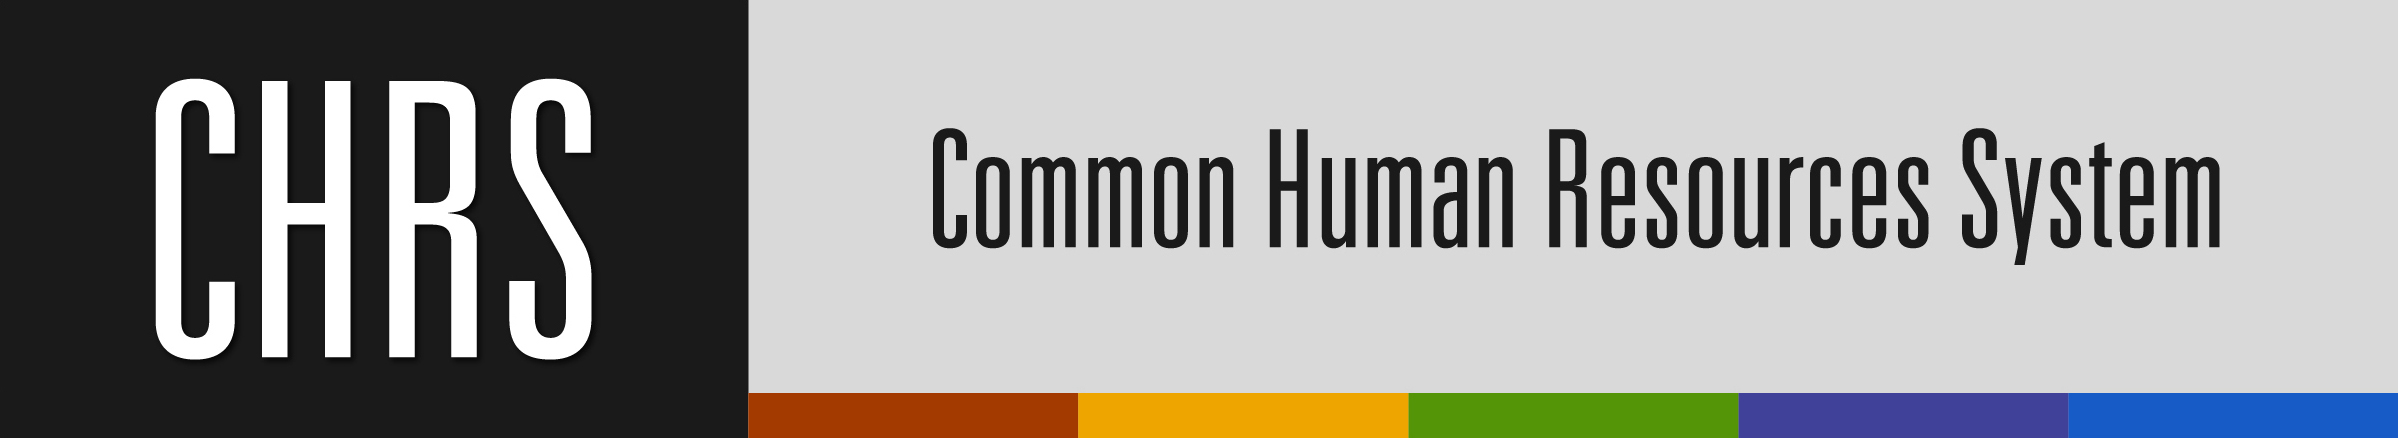 CHRS
Common Human Resources System